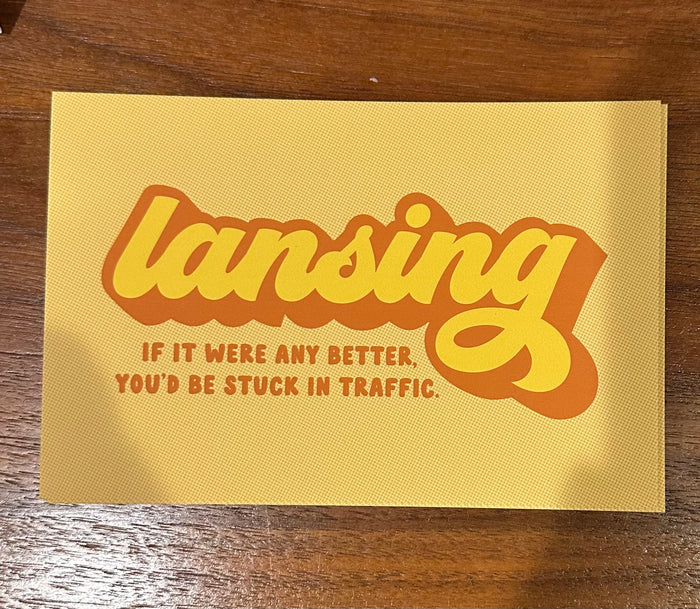 lansing
IF IT WERE ANY BETTER,
YOU'D BE STUCK IN TRAFFIC.